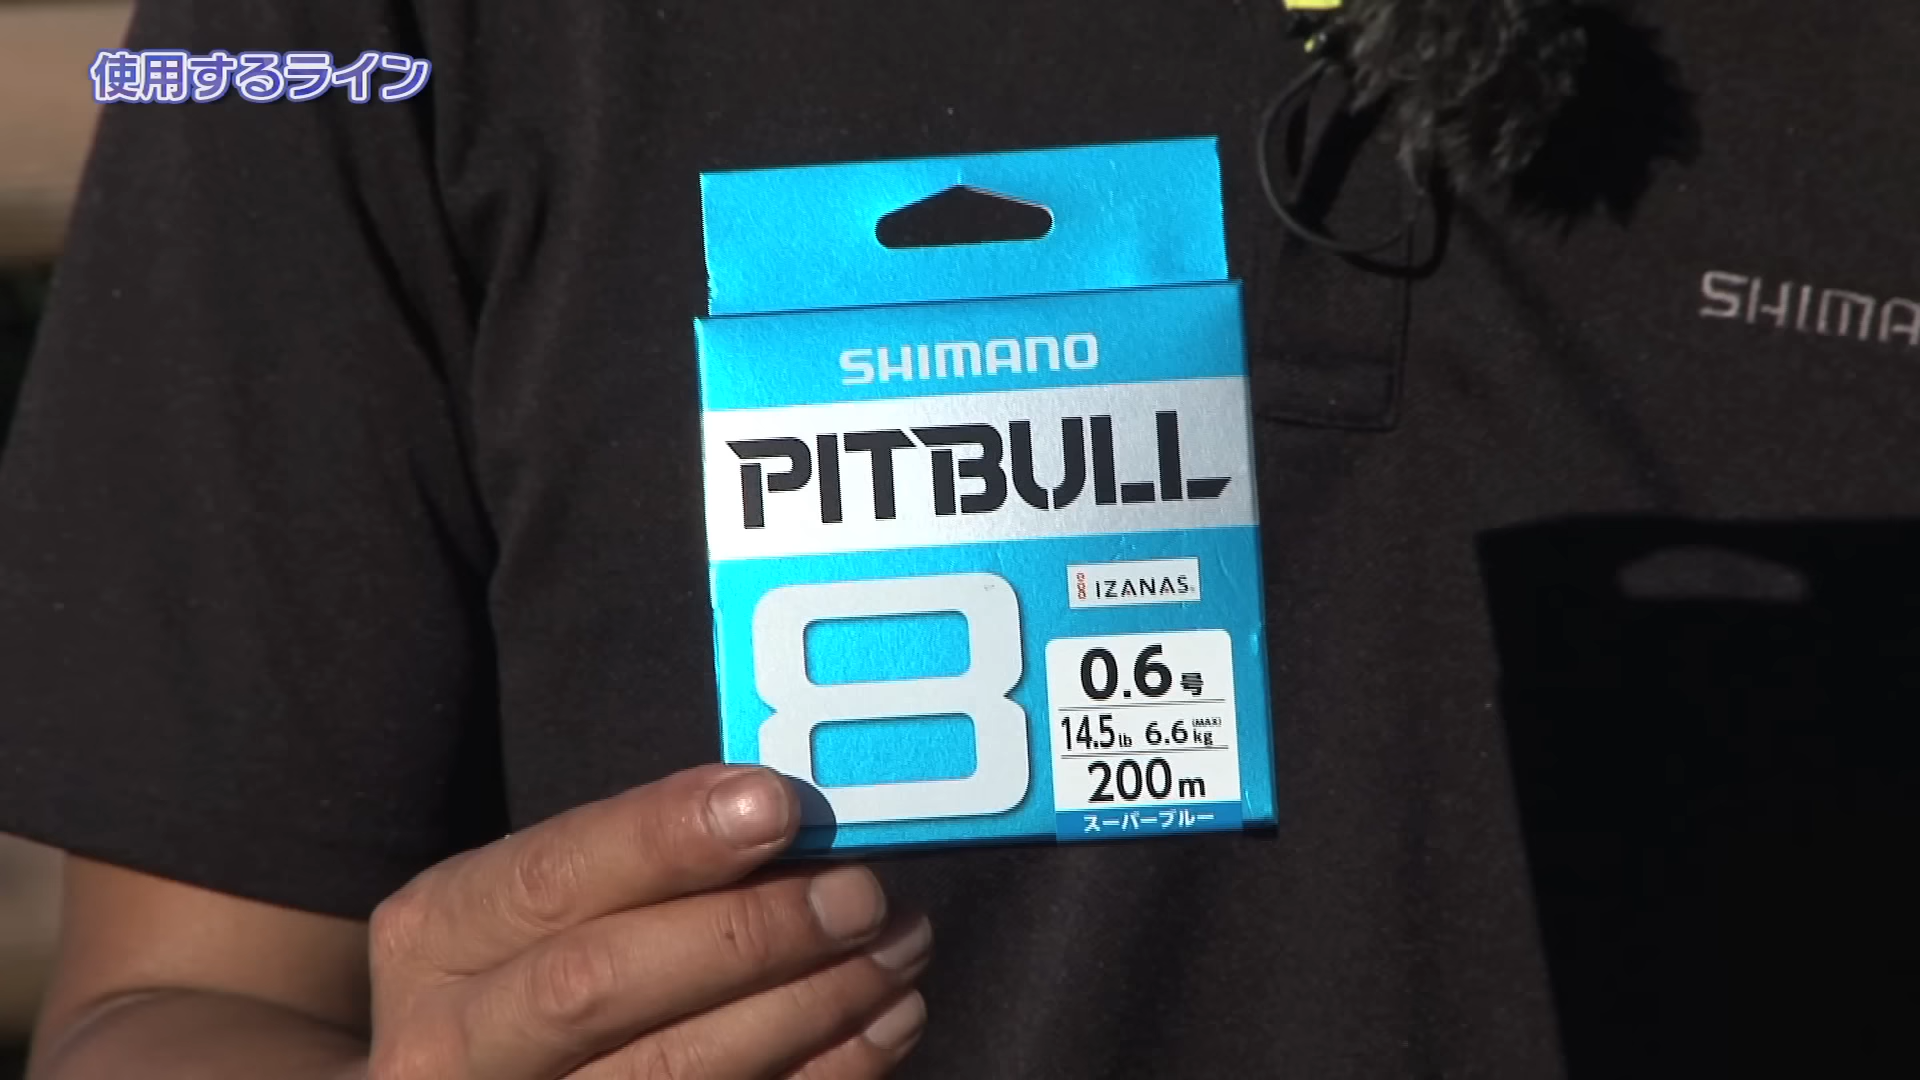 使用するライン
SHIMANO
SHIMA
PITBULL
IZANAS
8
0.6号
14.5lb 6.6kg (MAX)
200m
スーパーブルー